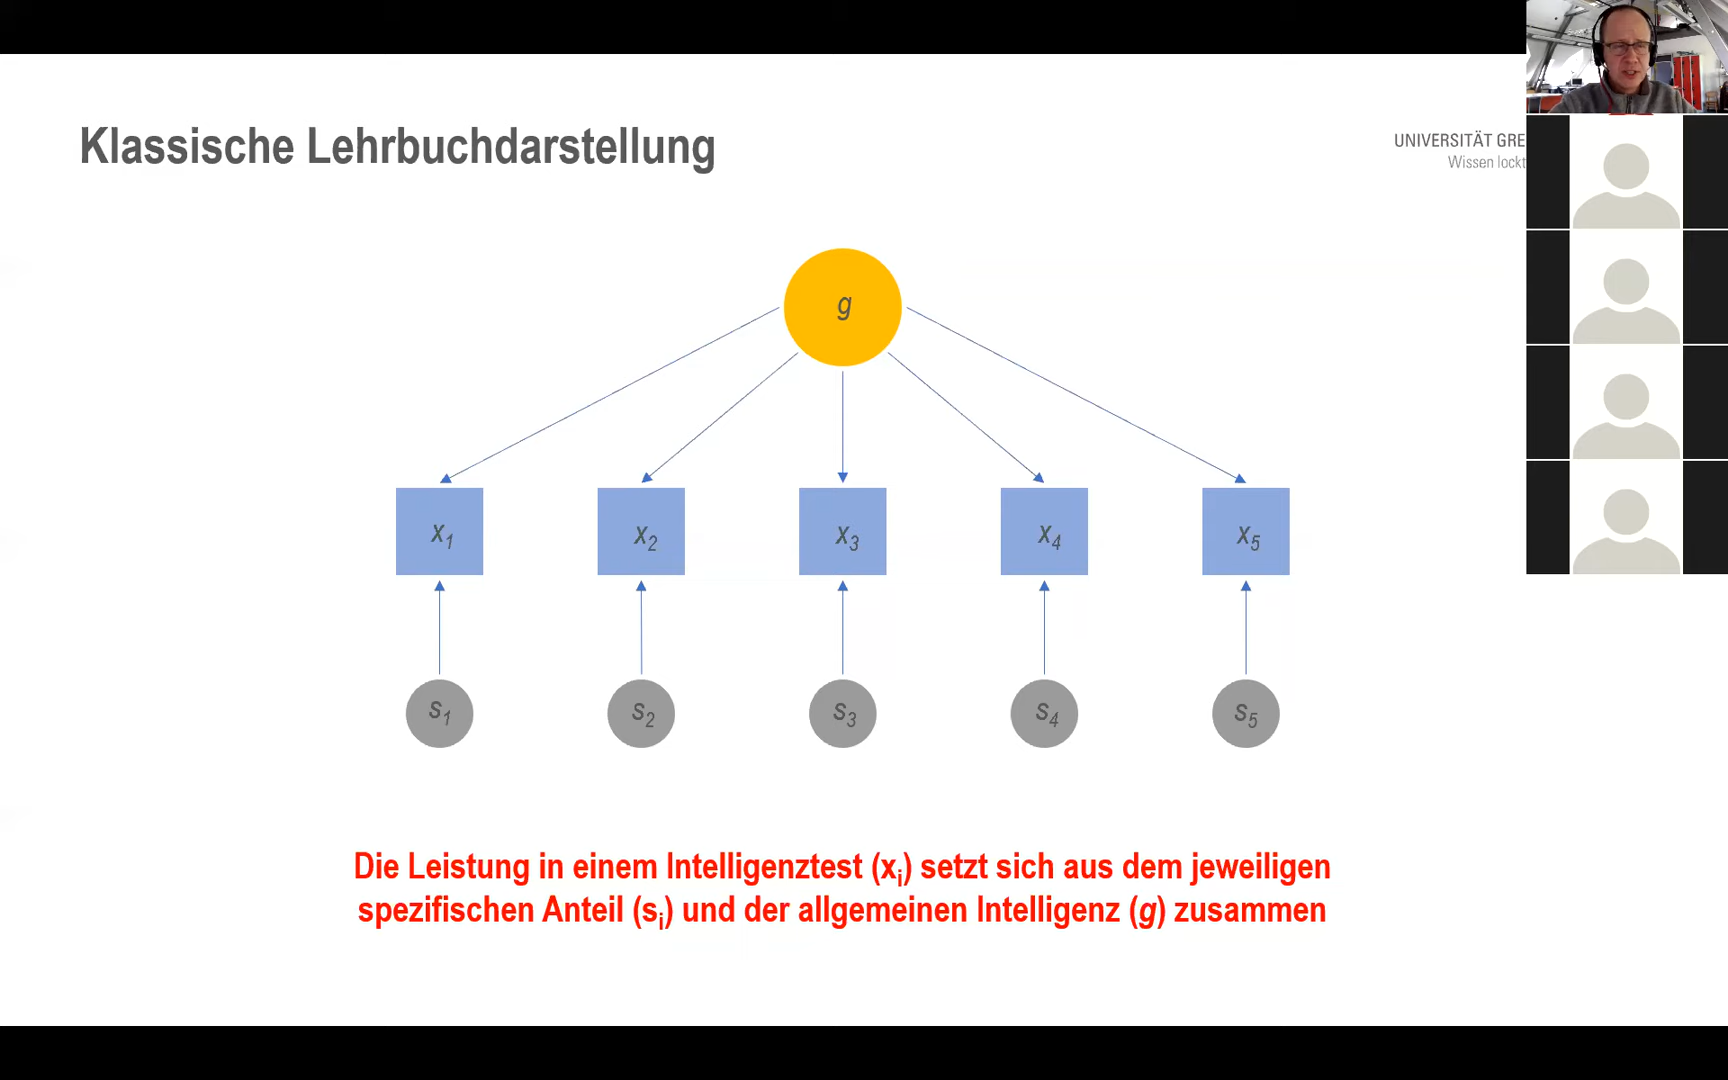 Klassische Lehrbuchdarstellung
UNIVERSITÄT GRE
Wissen lockt
g
x1 x2 x3 x4 x5
s1 s2 s3 s4 s5
Die Leistung in einem Intelligenztest (xi) setzt sich aus dem jeweiligen
spezifischen Anteil (si) und der allgemeinen Intelligenz (g) zusammen